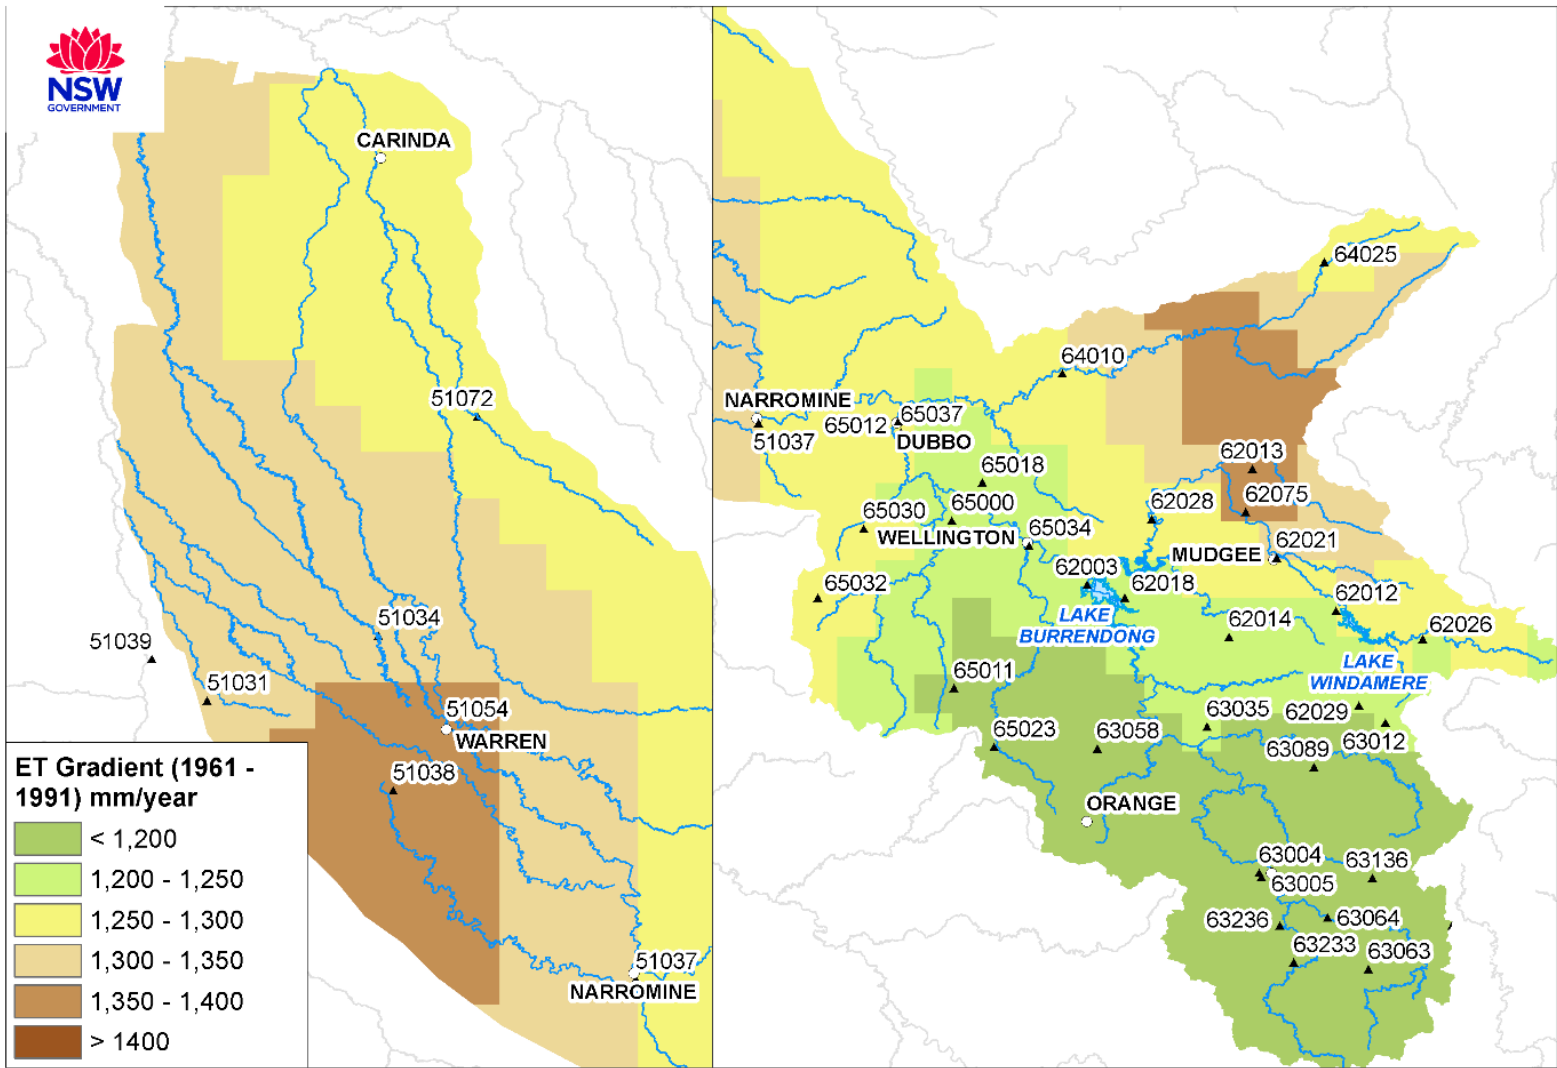 NSW
GOVERNMENT
CARINDA
51072
51034
51039
51031
51054
WARREN
51038
51037
NARROMINE
ET Gradient (1961 -
1991) mm/year
< 1,200
1,200 - 1,250
1,250 - 1,300
1,300 - 1,350
1,350 - 1,400
> 1400
64025
64010
NARROMINE
51037
65012
65037
DUBBO
65018
62013
65030
65000
62028
62075
WELLINGTON
65034
MUDGEE
62021
65032
62003
62018
62012
LAKE
BURRENDONG
62014
62026
65011
LAKE
WINDAMERE
65023
63058
63035
62029
63012
63089
ORANGE
63004
63136
63005
63236
63064
63233
63063